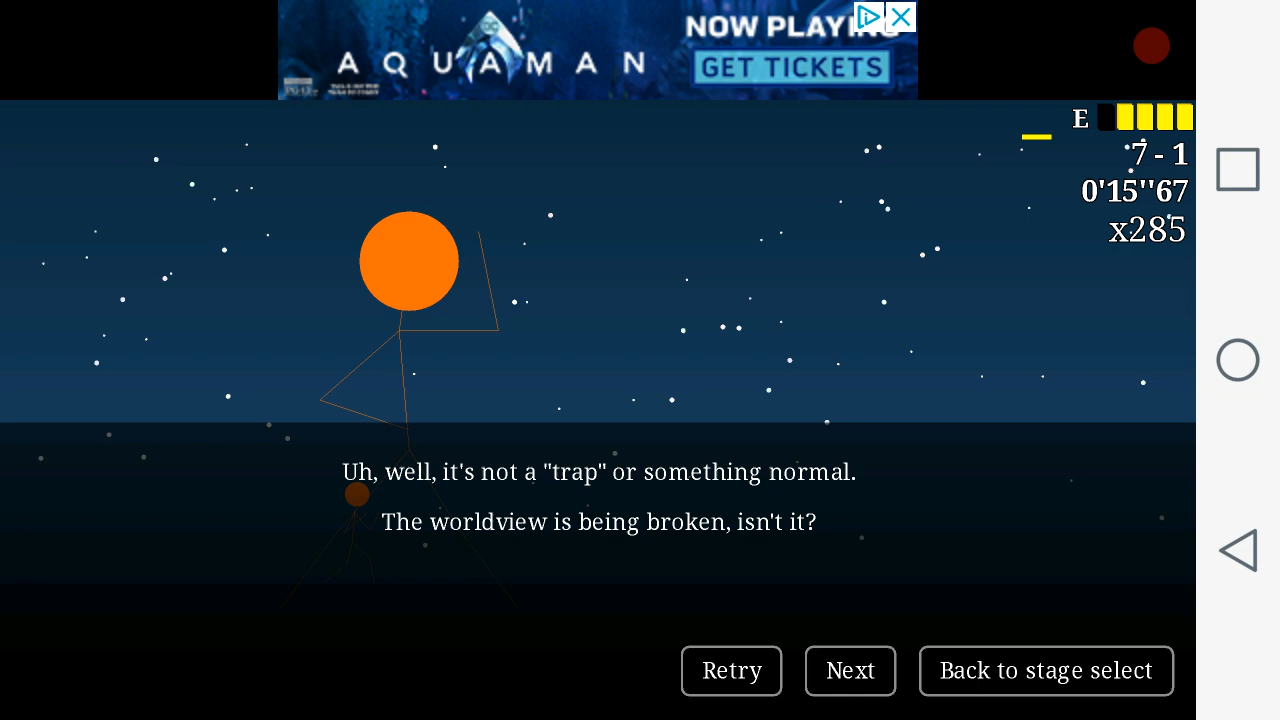 AQUAMAN
NOW PLAYING
GET TICKETS
E
7 - 1
0'15''67
x285
Uh, well, it's not a "trap" or something normal.
The worldview is being broken, isn't it?
Retry
Next
Back to stage select